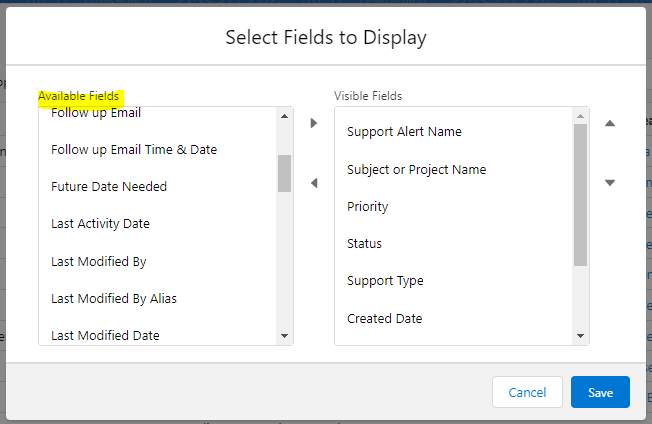 Select Fields to Display
Available Fields
Follow up Email
Follow up Email Time & Date
Future Date Needed
Last Activity Date
Last Modified By
Last Modified By Alias
Last Modified Date
Visible Fields
Support Alert Name
Subject or Project Name
Priority
Status
Support Type
Created Date
Cancel
Save